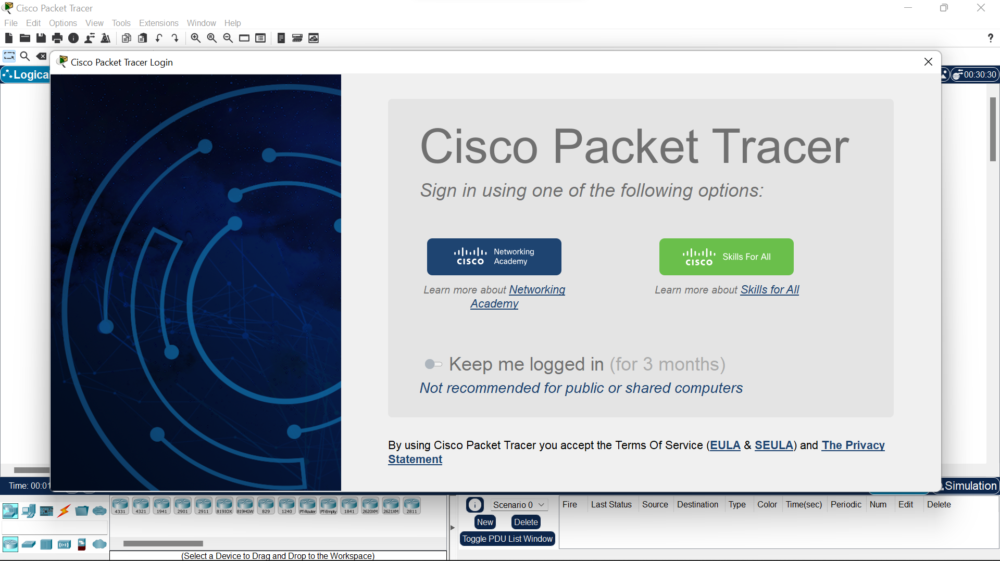 Cisco Packet Tracer
File Edit Options View Tools Extensions Window Help
?
Cisco Packet Tracer Login
Logica
00:30:30
Cisco Packet Tracer
Sign in using one of the following options:
CISCO Networking Academy
CISCO Skills For All
Learn more about Networking
Academy
Learn more about Skills for All
Keep me logged in (for 3 months)
Not recommended for public or shared computers
By using Cisco Packet Tracer you accept the Terms Of Service (EULA & SEULA) and The Privacy
Statement
Time: 00:01
Simulation
4331 4321 1941 2901 2911 819IOX 819HGW 829 1240 PT-Router PT-Empty 1841 2620XM 2621XM 2811
Scenario 0
New Delete
Toggle PDU List Window
Fire Last Status Source Destination Type Color Time(sec) Periodic Num Edit Delete
(Select a Device to Drag and Drop to the Workspace)